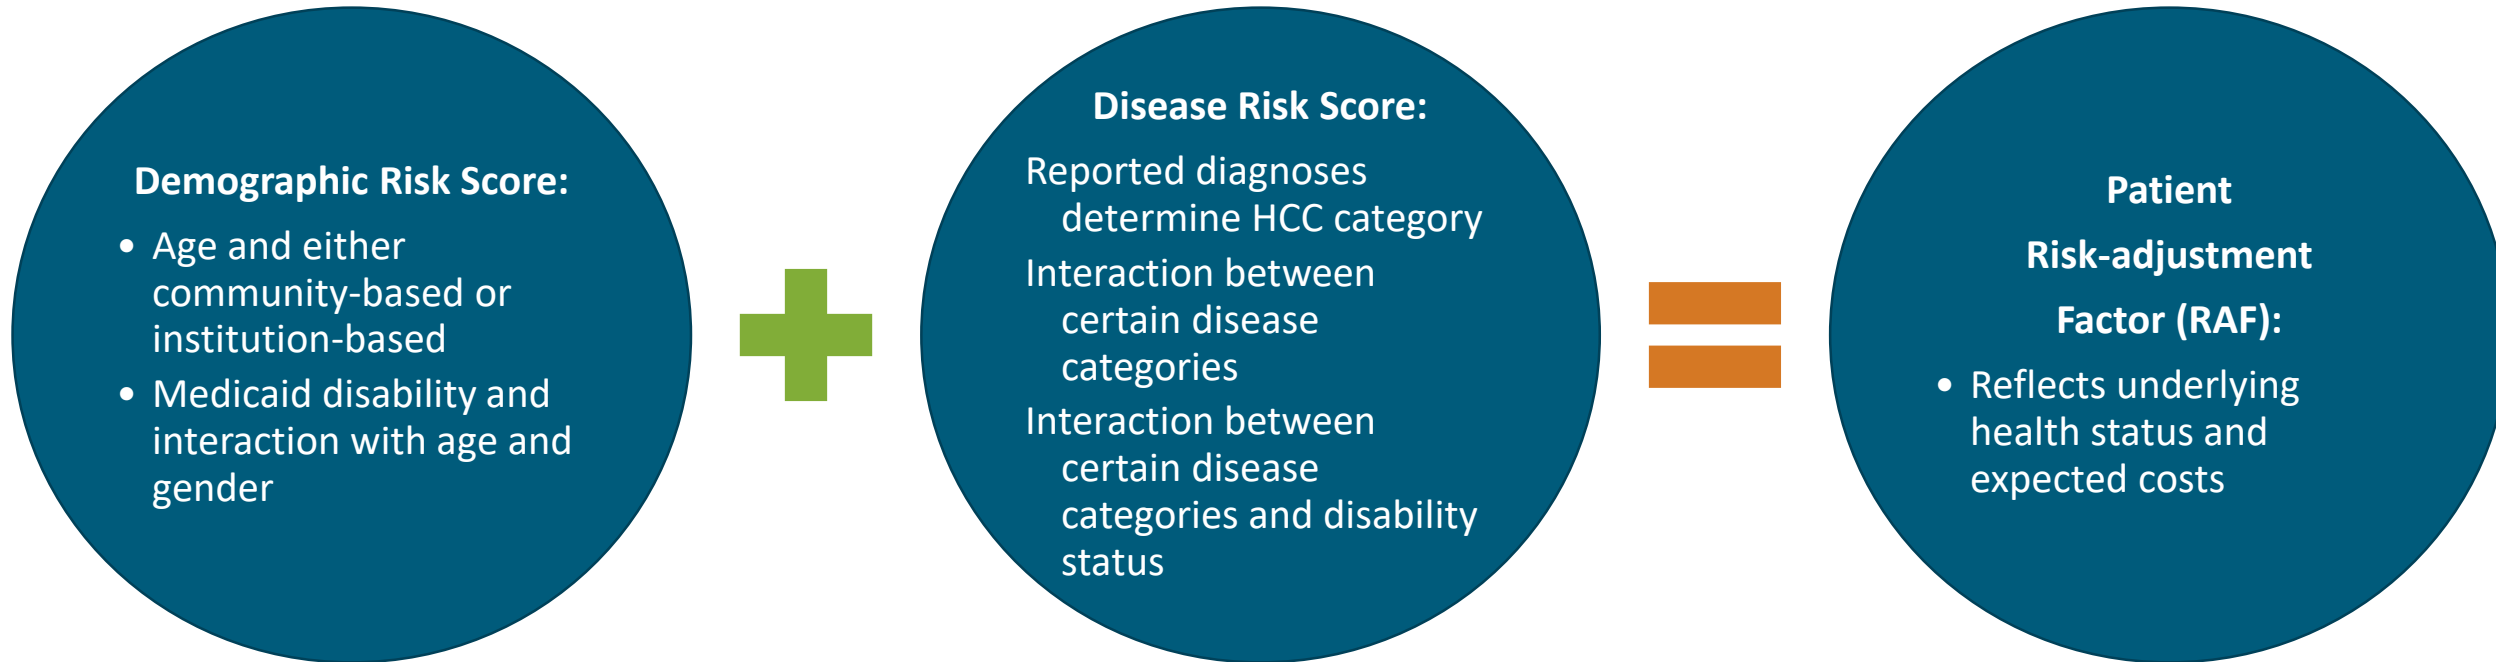 Demographic Risk Score:
• Age and either
community-based or
institution-based
• Medicaid disability and
interaction with age and
gender
Disease Risk Score:
Reported diagnoses
determine HCC category
Interaction between
certain disease
categories
Interaction between
certain disease
categories and disability
status
Patient
Risk-adjustment
Factor (RAF):
• Reflects underlying
health status and
expected costs